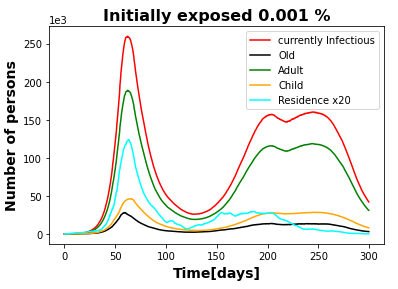 Initially exposed 0.001 %
1e3
currently Infectious
Old
Adult
Child
Residence x20
Number of persons
250
200
150
100
50
0
0 50 100 150 200 250 300
Time[days]